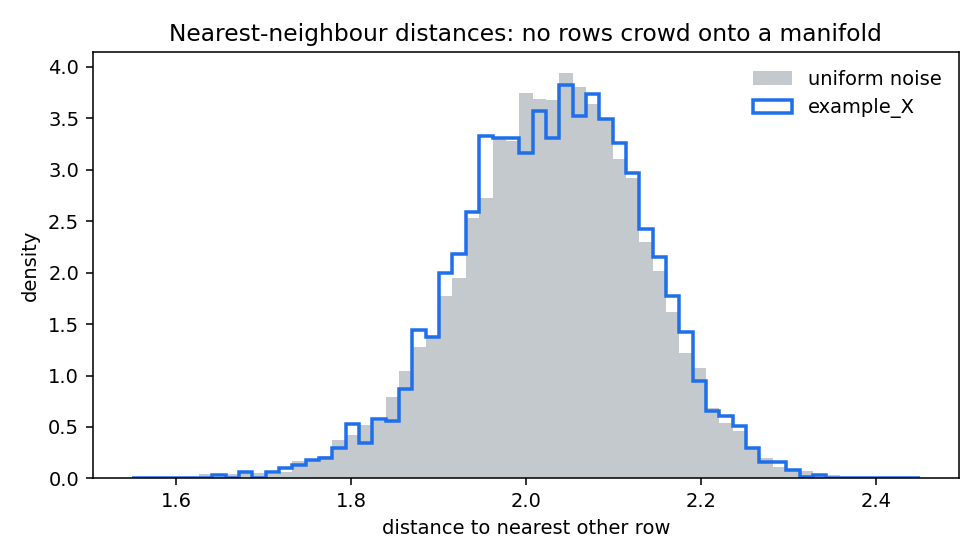 Nearest-neighbour distances: no rows crowd onto a manifold
uniform noise
example_X
density
4.0
3.5
3.0
2.5
2.0
1.5
1.0
0.5
0.0
1.6 1.8 2.0 2.2 2.4
distance to nearest other row